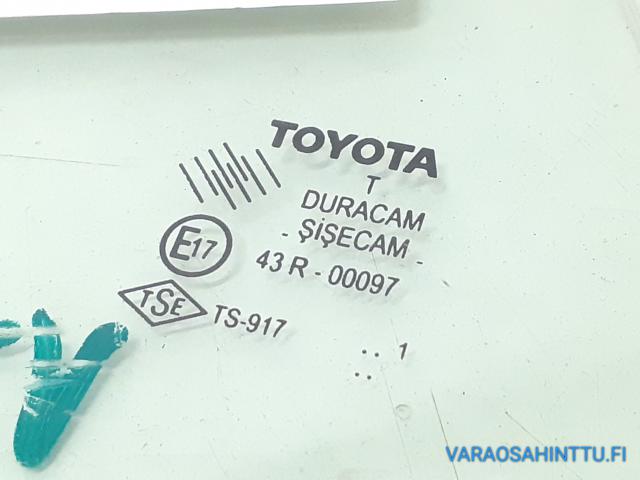 TOYOTA
T
DURACAM
- ŞİŞECAM -
E17
43 R - 00097
TSE
TS-917
.. 1
..
VARAOSAHINTTU.FI